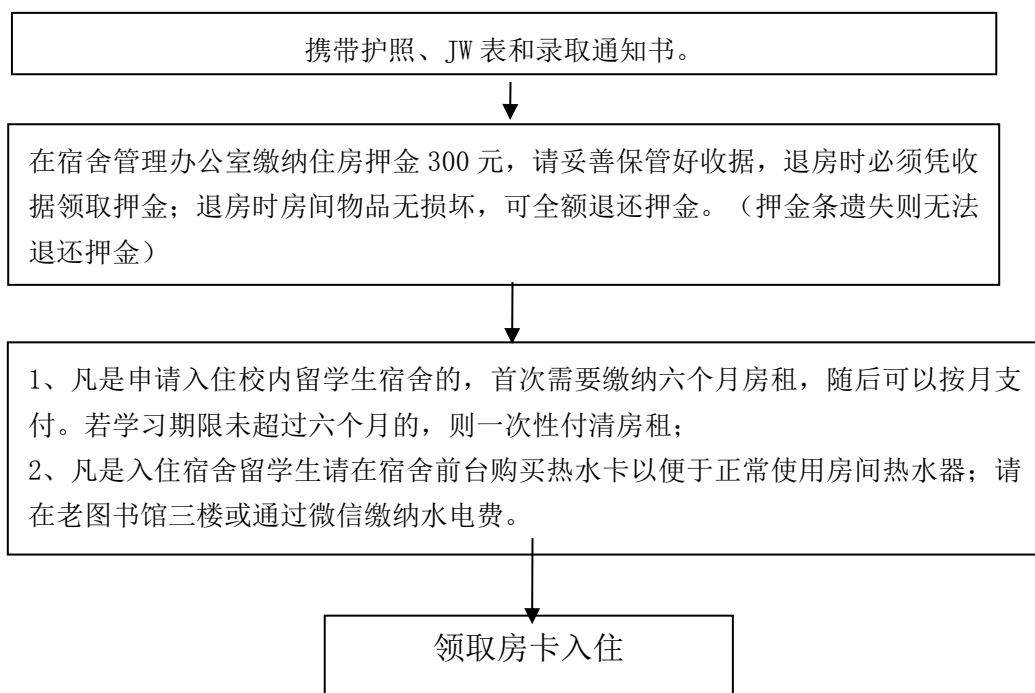 携带护照、JW 表和录取通知书。
在宿舍管理办公室缴纳住房押金 300 元，请妥善保管好收据，退房时必须凭收
据领取押金；退房时房间物品无损坏，可全额退还押金。（押金条遗失则无法
退还押金）
1、凡是申请入住校内留学生宿舍的，首次需要缴纳六个月房租，随后可以按月支
付。若学习期限未超过六个月的，则一次性付清房租；
2、凡是入住宿舍留学生请在宿舍前台购买热水卡以便于正常使用房间热水器；请
在老图书馆三楼或通过微信缴纳水电费。
领取房卡入住